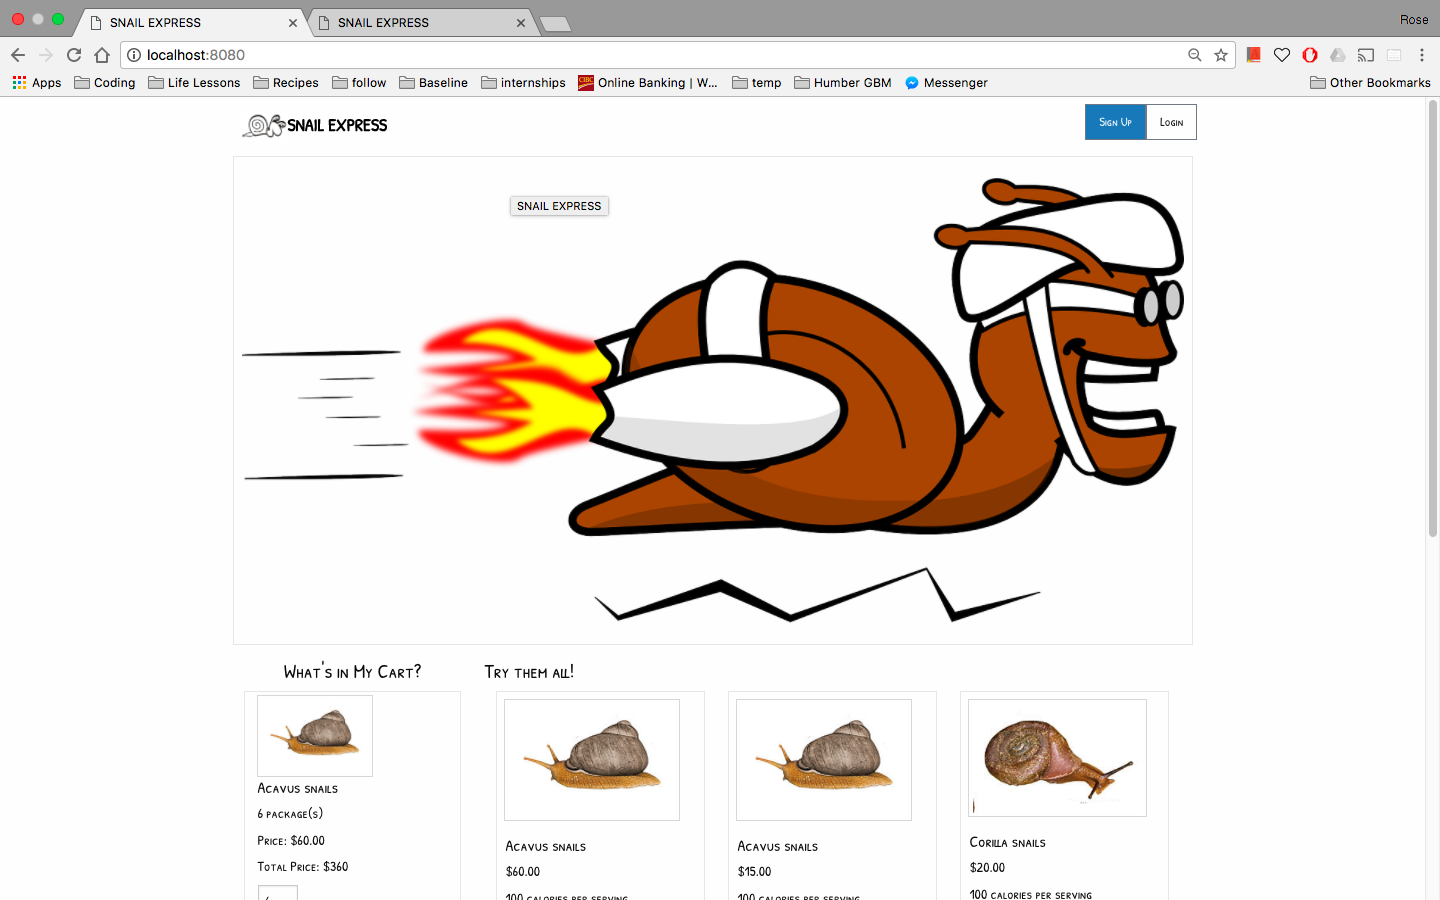 SNAIL EXPRESS
SNAIL EXPRESS
Rose
localhost:8080
Apps Coding Life Lessons Recipes follow Baseline internships Online Banking | W... temp Humber GBM Messenger Other Bookmarks
SNAIL EXPRESS
Sign Up Login
SNAIL EXPRESS
What's in My Cart?
Try them all!
Acavus snails
6 package(s)
Price: $60.00
Total Price: $360
Acavus snails
$60.00
100 calories per serving
Acavus snails
$15.00
100 calories per serving
Corilla snails
$20.00
100 calories per serving